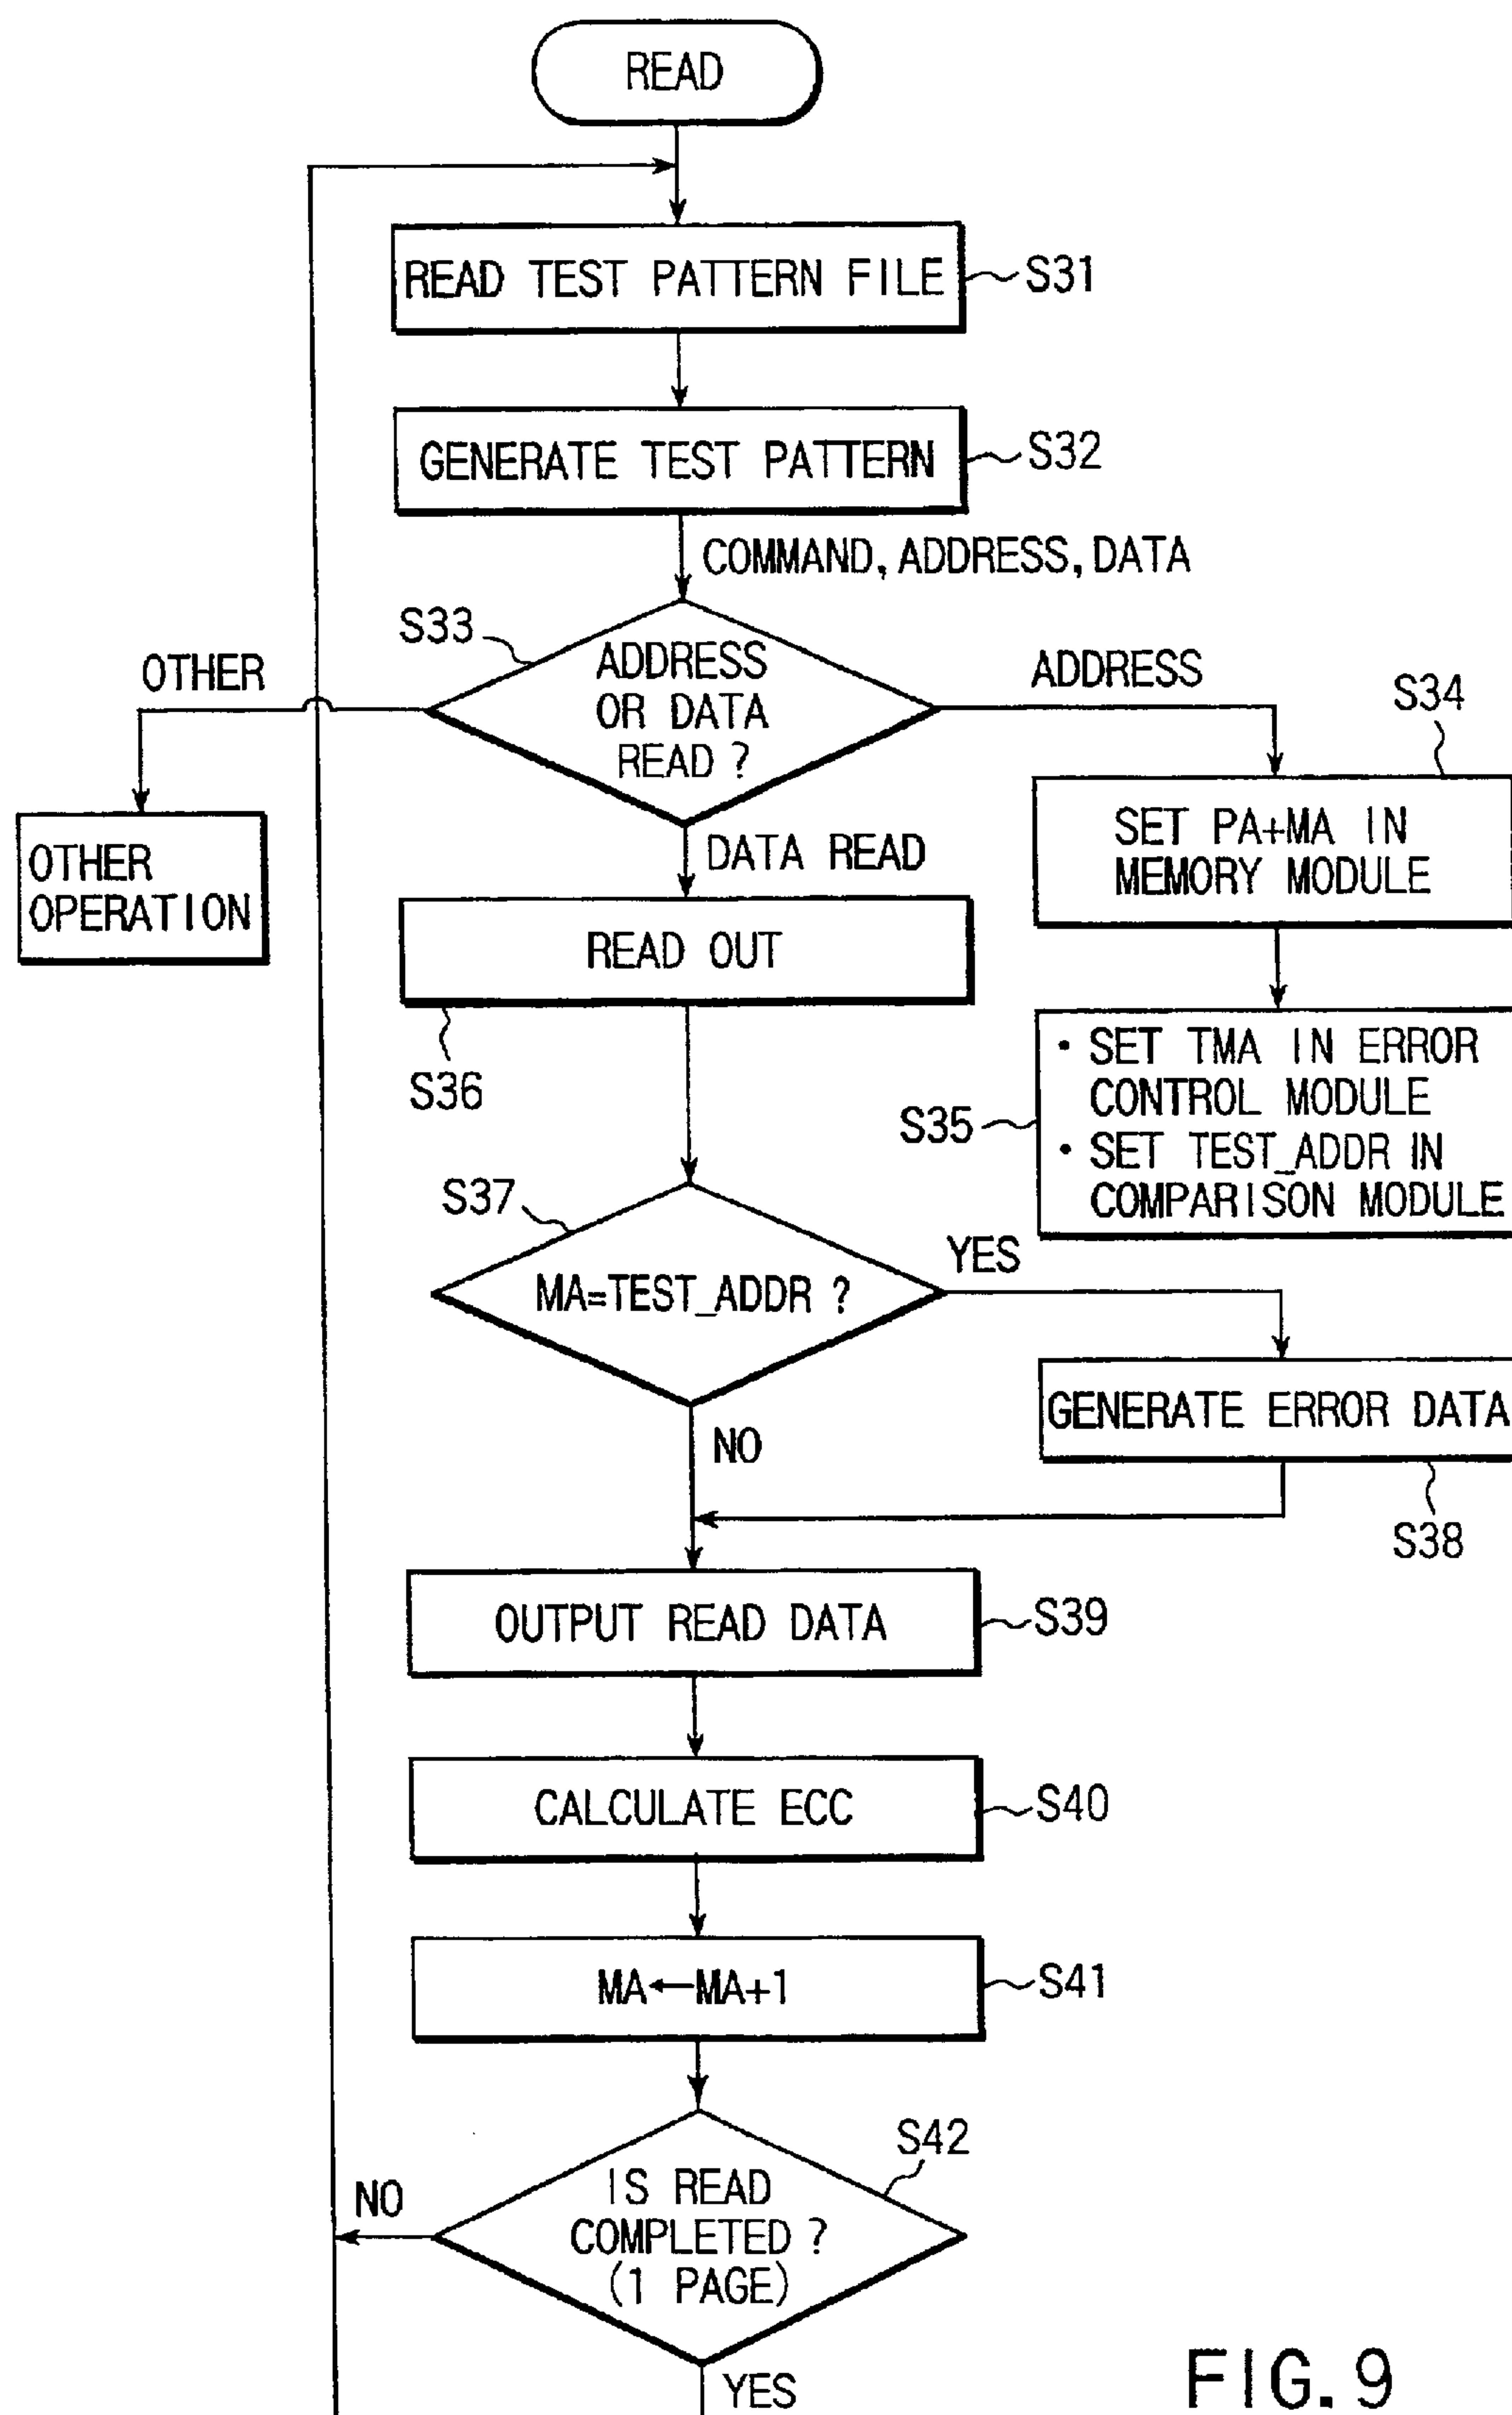 READ
READ TEST PATTERN FILE
S31
GENERATE TEST PATTERN
S32
COMMAND, ADDRESS, DATA
S33
ADDRESS
OR DATA
READ ?
OTHER
ADDRESS
S34
OTHER
OPERATION
DATA READ
SET PA+MA IN
MEMORY MODULE
READ OUT
S36
S35
• SET TMA IN ERROR
CONTROL MODULE
• SET TEST_ADDR IN
COMPARISON MODULE
S37
MA=TEST_ADDR ?
YES
NO
GENERATE ERROR DATA
S38
OUTPUT READ DATA
S39
CALCULATE ECC
S40
MA←MA+1
S41
S42
IS READ
COMPLETED ?
(1 PAGE)
NO
YES
FIG. 9